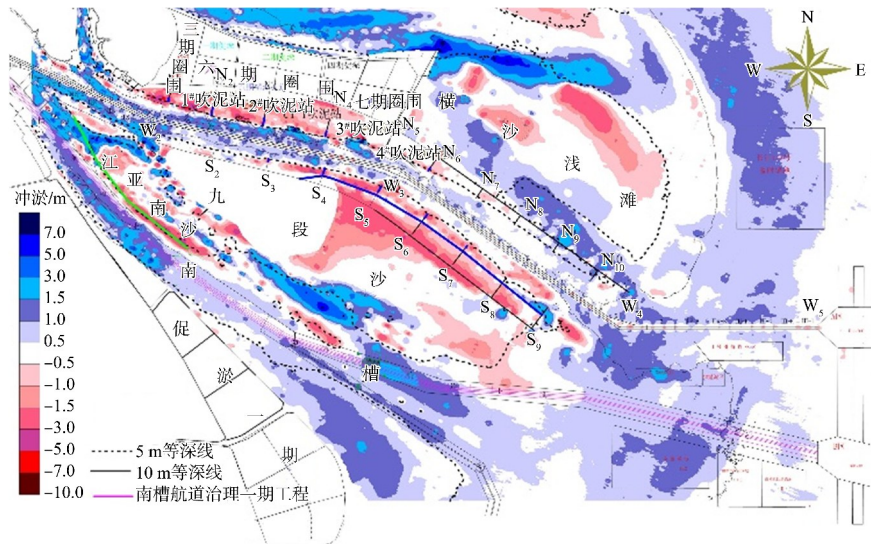 N
W
E
S
三期圈围
六期圈围
七期圈围
横沙浅滩
N₂
N₄
1#吹泥站
2#吹泥站
3#吹泥站
N₅
4#吹泥站
N₆
N₇
N₈
N₉
N₁₀
W₂
W₃
W₄
W₅
S₂
S₃
S₄
S₅
S₆
S₇
S₈
S₉
江亚南沙
九段沙
南槽
促淤一期
冲淤/m
7.0
5.0
3.0
1.5
1.0
0.5
−0.5
−1.0
−1.5
−3.0
−5.0
−7.0
−10.0
5 m等深线
10 m等深线
南槽航道治理一期工程